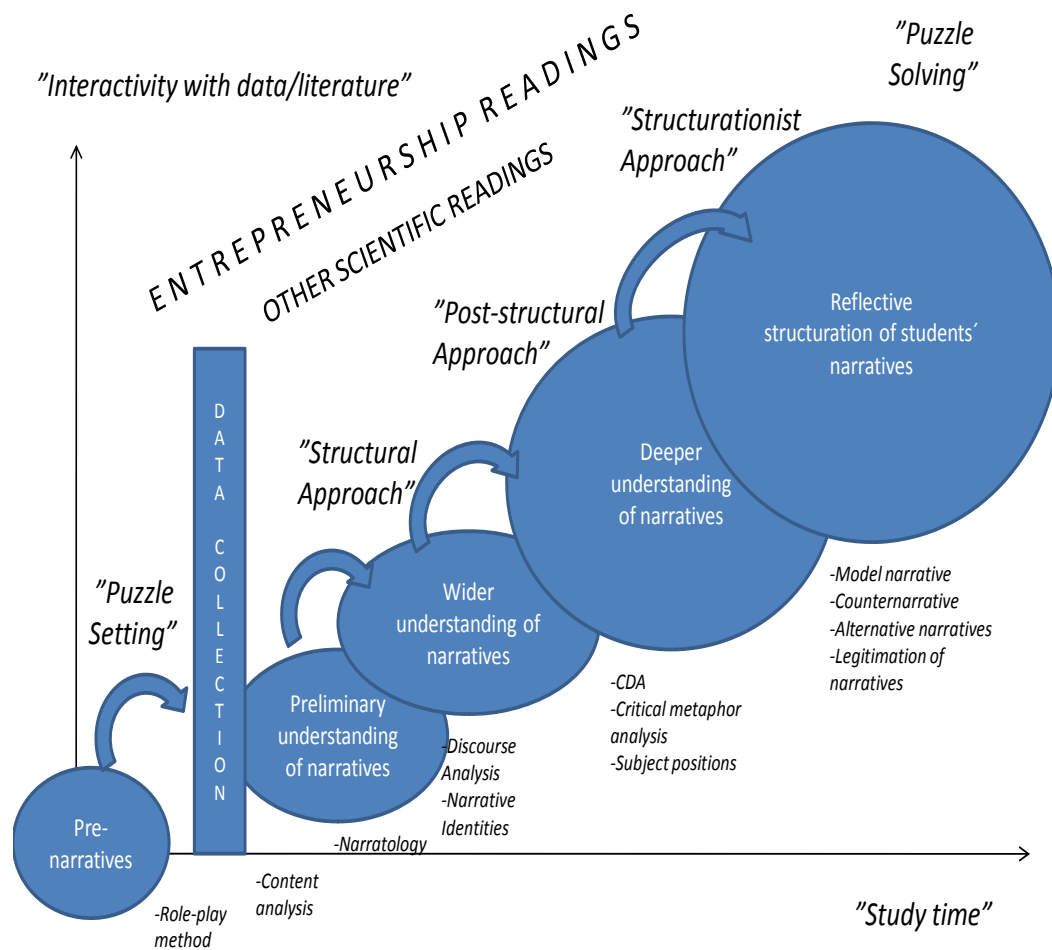 ”Puzzle
Solving”
”Interactivity with data/literature”
ENTREPRENEURSHIP READINGS
OTHER SCIENTIFIC READINGS
”Structurationist
Approach”
Reflective
structuration of students´
narratives
”Post-structural
Approach”
DATA COLLECTION
”Structural
Approach”
Deeper
understanding
of narratives
”Puzzle
Setting”
Wider
understanding of
narratives
-Model narrative
-Counternarrative
-Alternative narratives
-Legitimation of
narratives
Preliminary
understanding
of narratives
-CDA
-Critical metaphor
analysis
-Subject positions
-Discourse
Analysis
-Narrative
Identities
Pre-
narratives
-Narratology
-Content
analysis
-Role-play
method
”Study time”